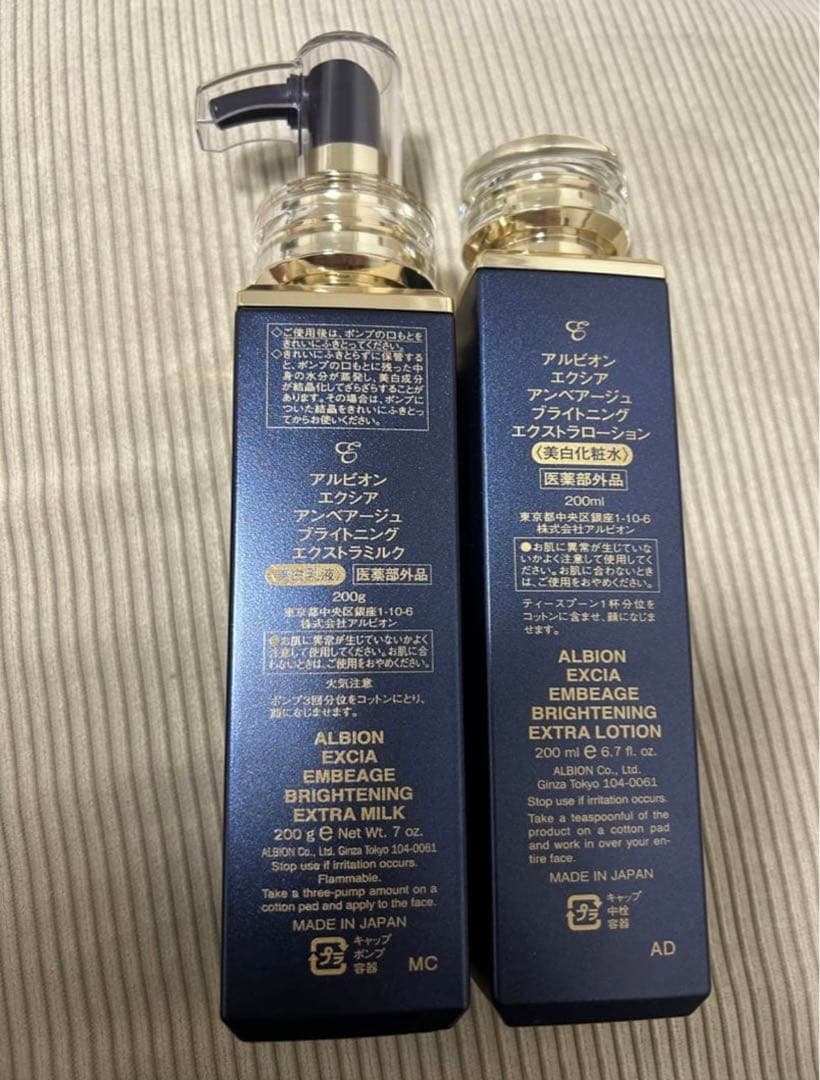 ◇ご使用後は、ポンプの口もとを
きれいにふきとってください。
◇きれいにふきとらずに保管する
と、ポンプの口もとに残った中
身の水分が蒸発し、美白成分
が結晶化してざらざらすることが
あります。その場合は、ポンプに
ついた結晶をきれいにふきとっ
てからお使いください。
アルビオン
エクシア
アンベアージュ
ブライトニング
エクストラミルク
美白乳液 医薬部外品
200g
東京都中央区銀座1-10-6
株式会社アルビオン
●お肌に異常が生じていないかよく
注意して使用してください。お肌に合
わないときは、ご使用をおやめください。
火気注意
ポンプ3回分位をコットンにとり、
顔になじませます。
ALBION
EXCIA
EMBEAGE
BRIGHTENING
EXTRA MILK
200 g e Net Wt. 7 oz.
ALBION Co., Ltd. Ginza Tokyo 104-0061
Stop use if irritation occurs.
Flammable.
Take a three-pump amount on a
cotton pad and apply to the face.
MADE IN JAPAN
プラ
キャップ
ポンプ
容器
MC
アルビオン
エクシア
アンベアージュ
ブライトニング
エクストラローション
〈美白化粧水〉
医薬部外品
200ml
東京都中央区銀座1-10-6
株式会社アルビオン
●お肌に異常が生じていな
いかよく注意して使用してく
ださい。お肌に合わないとき
は、ご使用をおやめください。
ティースプーン1杯分位を
コットンに含ませ、顔になじま
せます。
ALBION
EXCIA
EMBEAGE
BRIGHTENING
EXTRA LOTION
200 ml e 6.7 fl. oz.
ALBION Co., Ltd.
Ginza Tokyo 104-0061
Stop use if irritation occurs.
Take a teaspoonful of the
product on a cotton pad
and work in over your en-
tire face.
MADE IN JAPAN
プラ
キャップ
中栓
容器
AD